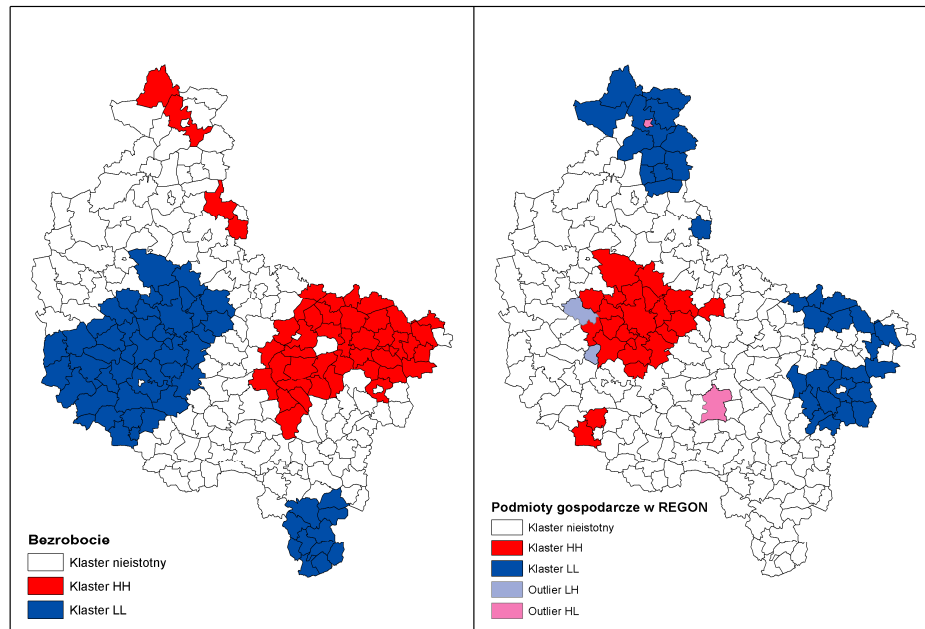 Bezrobocie
Klaster nieistotny
Klaster HH
Klaster LL
Podmioty gospodarcze w REGON
Klaster nieistotny
Klaster HH
Klaster LL
Outlier LH
Outlier HL